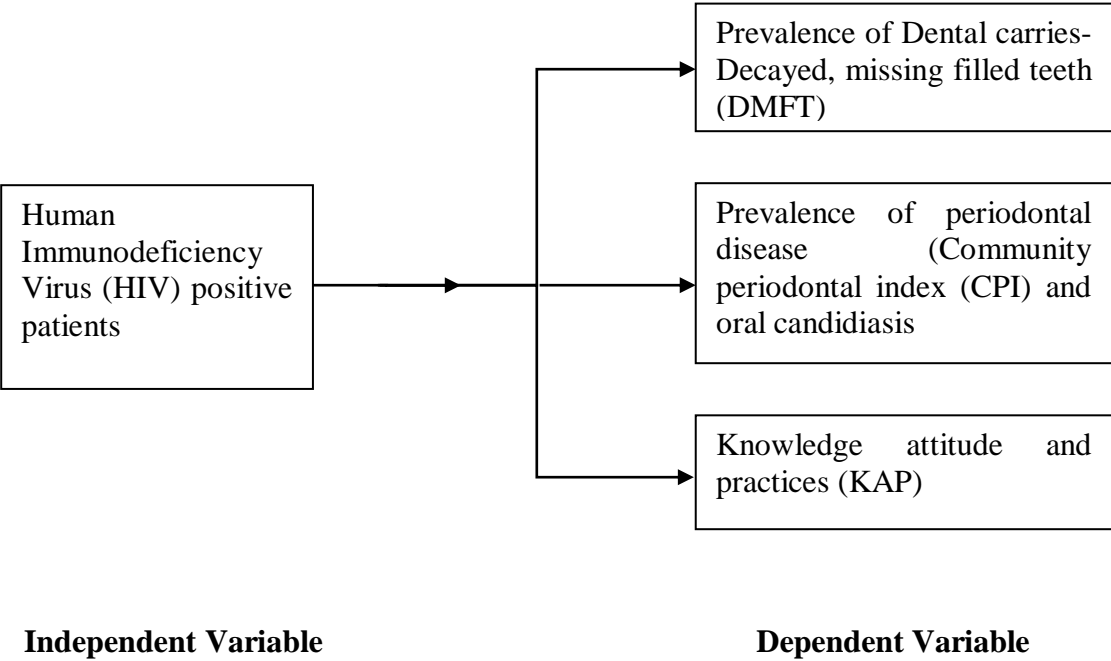 Prevalence of Dental carries-
Decayed, missing filled teeth
(DMFT)
Human
Immunodeficiency
Virus (HIV) positive
patients
Prevalence of periodontal
disease (Community
periodontal index (CPI) and
oral candidiasis
Knowledge attitude and
practices (KAP)
Independent Variable
Dependent Variable